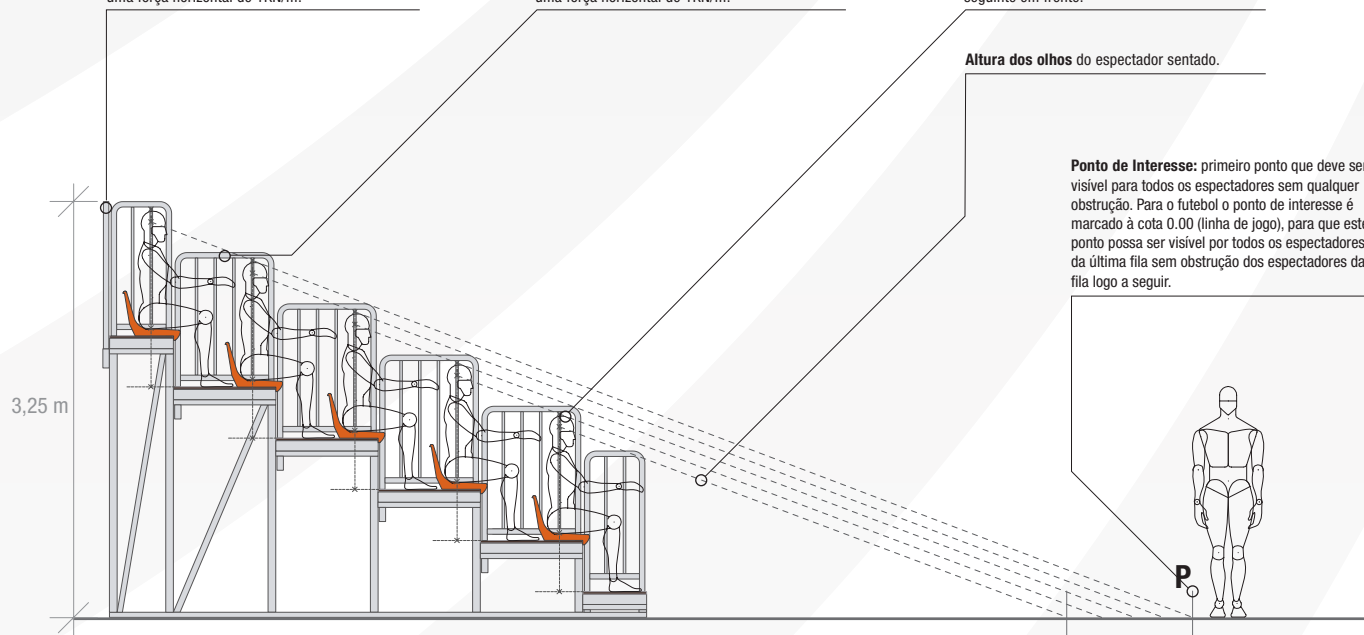 uma força horizontal de 1KN/m.
uma força horizontal de 1KN/m.
seguinte em frente.
Altura dos olhos do espectador sentado.
Ponto de Interesse: primeiro ponto que deve ser
visível para todos os espectadores sem qualquer
obstrução. Para o futebol o ponto de interesse é
marcado à cota 0.00 (linha de jogo), para que este
ponto possa ser visível por todos os espectadores
da última fila sem obstrução dos espectadores da
fila logo a seguir.
3,25 m
P